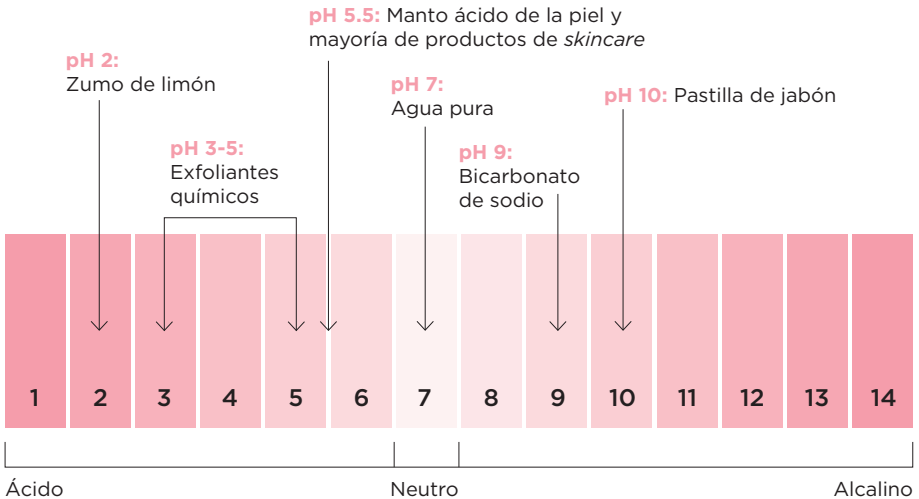 pH 5.5: Manto ácido de la piel y
mayoría de productos de skincare
pH 2:
Zumo de limón
pH 7:
Agua pura
pH 10: Pastilla de jabón
pH 3-5:
Exfoliantes
químicos
pH 9:
Bicarbonato
de sodio
1 2 3 4 5 6 7 8 9 10 11 12 13 14
Ácido Neutro Alcalino